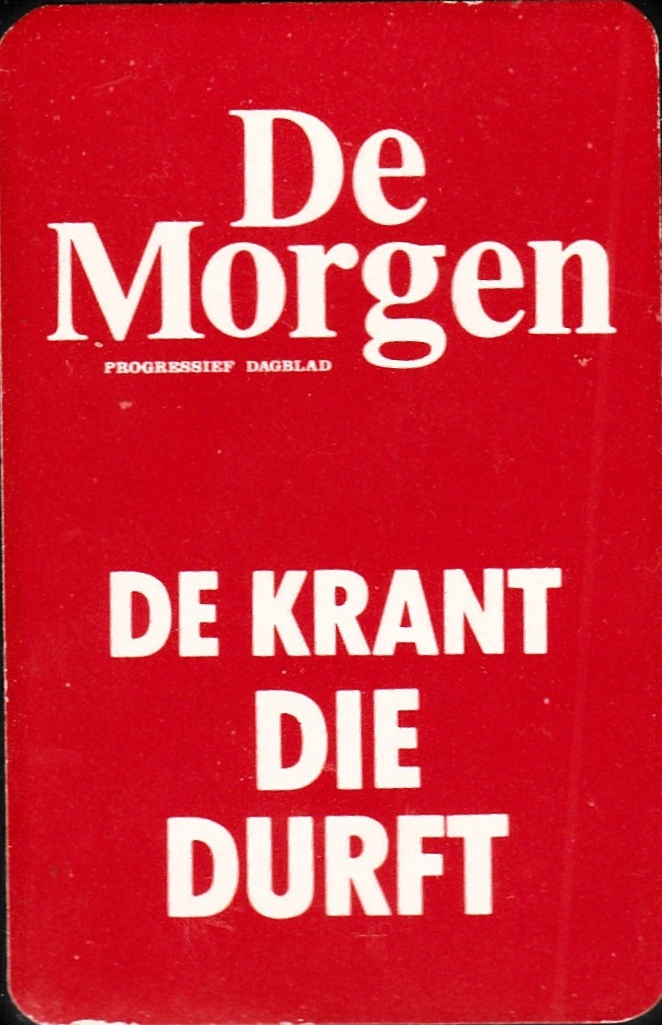 De
Morgen
PROGRESSIEF DAGBLAD
DE KRANT
DIE
DURFT